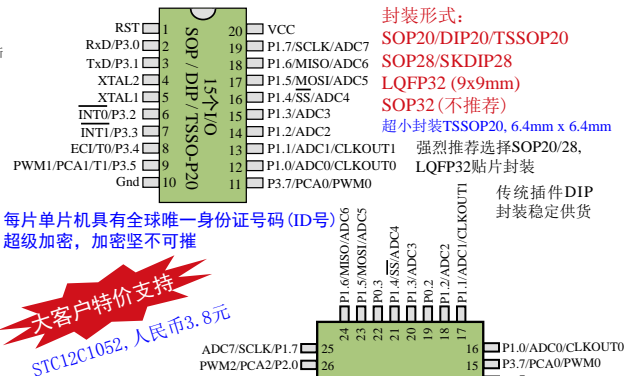 RST 1
RxD/P3.0 2
TxD/P3.1 3
XTAL2 4
XTAL1 5
INT0/P3.2 6
INT1/P3.3 7
ECI/T0/P3.4 8
PWM1/PCA1/T1/P3.5 9
Gnd 10
SOP / DIP / TSSO-P20
15个I/O
20 VCC
19 P1.7/SCLK/ADC7
18 P1.6/MISO/ADC6
17 P1.5/MOSI/ADC5
16 P1.4/SS/ADC4
15 P1.3/ADC3
14 P1.2/ADC2
13 P1.1/ADC1/CLKOUT1
12 P1.0/ADC0/CLKOUT0
11 P3.7/PCA0/PWM0
封装形式:
SOP20/DIP20/TSSOP20
SOP28/SKDIP28
LQFP32 (9x9mm)
SOP32(不推荐)
超小封装TSSOP20, 6.4mm x 6.4mm
强烈推荐选择SOP20/28,
LQFP32贴片封装
传统插件DIP
封装稳定供货
每片单片机具有全球唯一身份证号码(ID号)
超级加密，加密坚不可摧
大客户特价支持
STC12C1052,人民币3.8元
P1.6/MISO/ADC6 24
P1.5/MOSI/ADC5 23
P0.3 22
P1.4/SS/ADC4 21
P1.3/ADC3 20
P0.2 19
P1.2/ADC2 18
P1.1/ADC1/CLKOUT1 17
ADC7/SCLK/P1.7 25
PWM2/PCA2/P2.0 26
16 P1.0/ADC0/CLKOUT0
15 P3.7/PCA0/PWM0